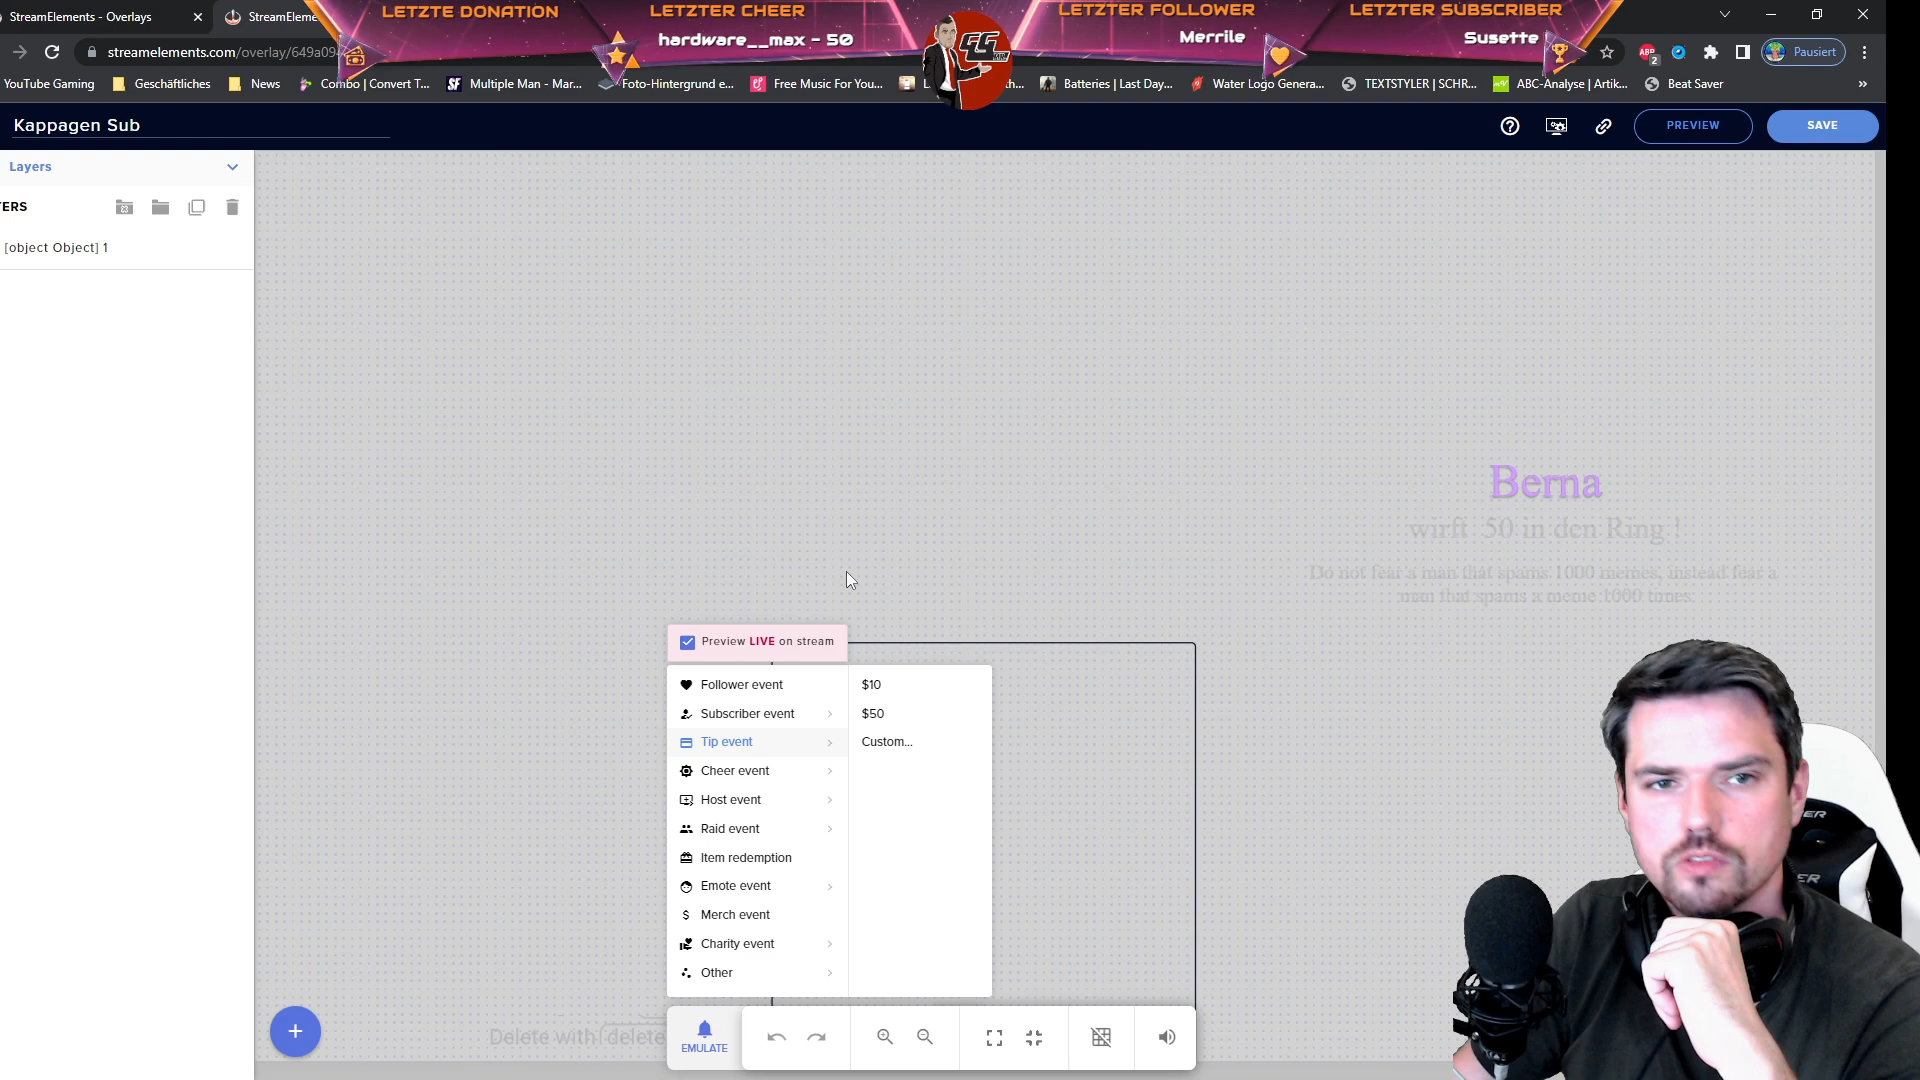 StreamElements - Overlays
StreamEleme
LETZTE DONATION
LETZTER CHEER
hardware__max - 50
LETZTER FOLLOWER
Merrile
LETZTER SUBSCRIBER
Susette
streamelements.com/overlay/649a09
ABP
2
Pausiert
YouTube Gaming
Geschäftliches
News
Combo | Convert T...
Multiple Man - Mar...
Foto-Hintergrund e...
Free Music For You...
Batteries | Last Day...
Water Logo Genera...
TEXTSTYLER | SCHR...
ABC-Analyse | Artik...
Beat Saver
»
Kappagen Sub
PREVIEW
SAVE
Layers
ERS
[object Object] 1
Berna
wirft 50 in den Ring !
Do not fear a man that spams 1000 memes, instead fear a
man that spams a meme 1000 times.
Preview LIVE on stream
Follower event
Subscriber event
Tip event
Cheer event
Host event
Raid event
Item redemption
Emote event
Merch event
Charity event
Other
$10
$50
Custom...
Delete with delete
EMULATE